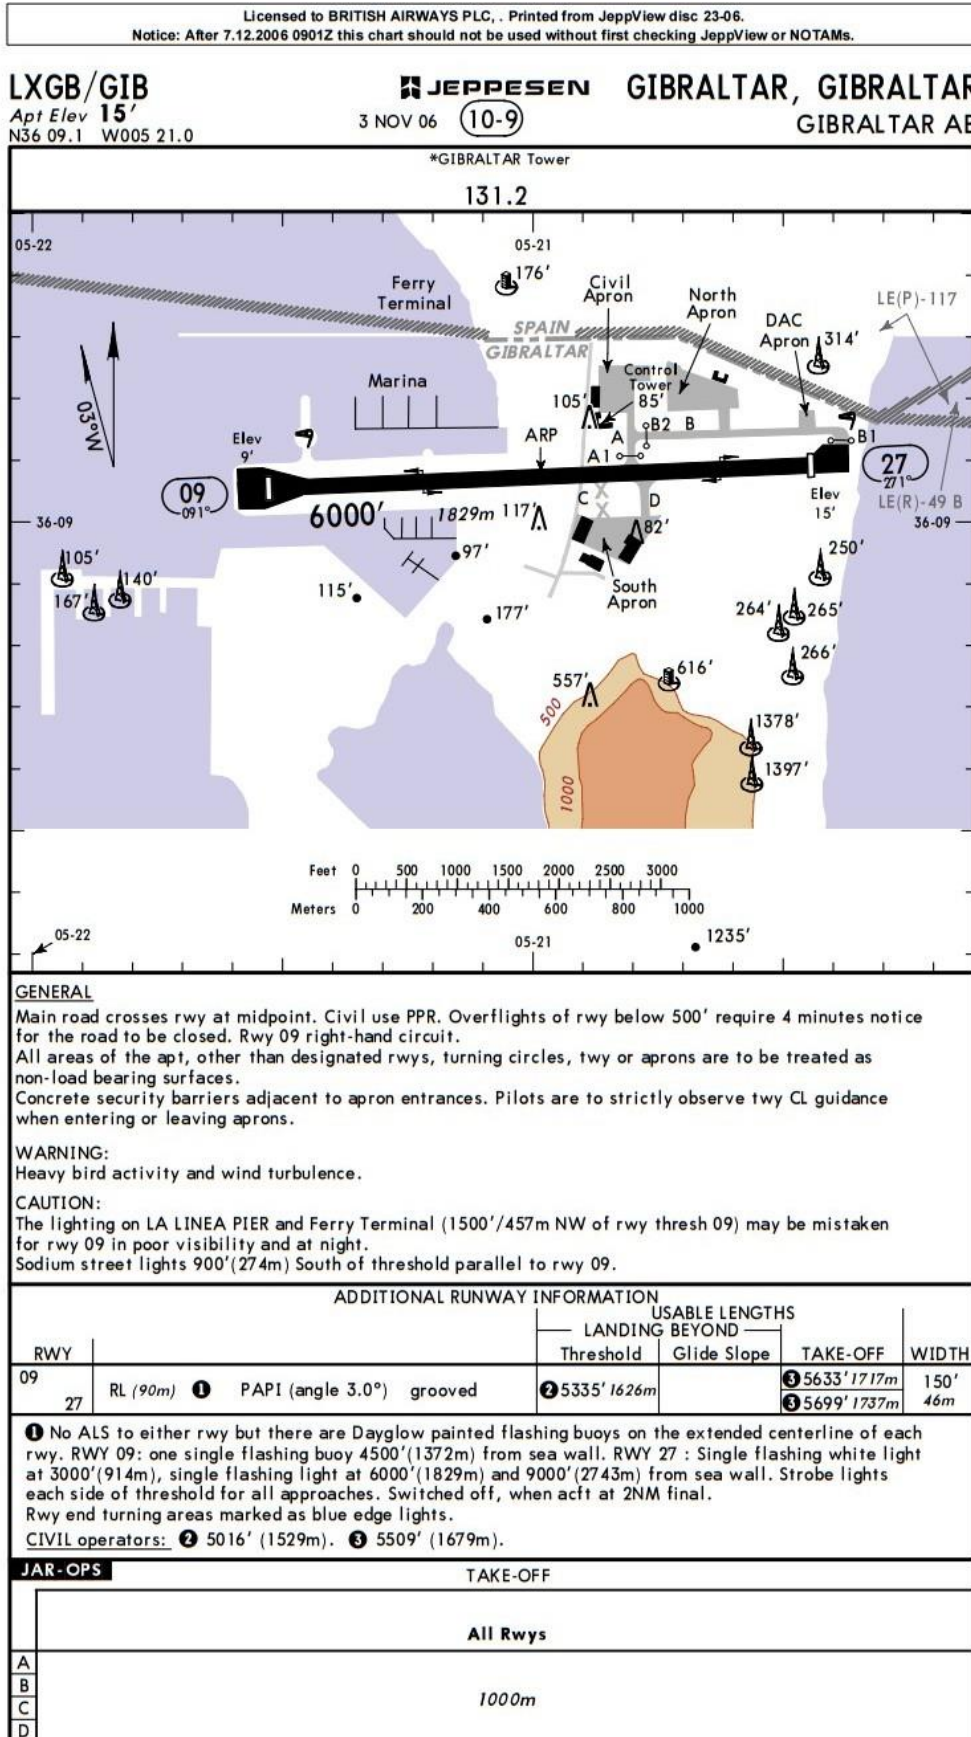 Licensed to BRITISH AIRWAYS PLC, . Printed from JeppView disc 23-06.
Notice: After 7.12.2006 0901Z this chart should not be used without first checking JeppView or NOTAMs.
LXGB/GIB
JEPPESEN
GIBRALTAR, GIBRALTAR
Apt Elev 15'
3 NOV 06
10-9
GIBRALTAR AB
N36 09.1 W005 21.0
*GIBRALTAR Tower
131.2
05-22
05-21
176'
Ferry
Terminal
Civil
Apron
North
Apron
LE(P)-117
SPAIN
GIBRALTAR
DAC
Apron
314'
03°W
Marina
Control
Tower
85'
105'
B2
B
B1
Elev
9'
ARP
A
A1
09
091°
27
271°
6000'
1829m
117'
C
D
82'
Elev
15'
LE(R)-49 B
36-09
36-09
105'
140'
167'
97'
115'
177'
South
Apron
250'
264'
265'
266'
557'
616'
500
1000
1378'
1397'
Feet 0 500 1000 1500 2000 2500 3000
Meters 0 200 400 600 800 1000
05-22
05-21
1235'
GENERAL
Main road crosses rwy at midpoint. Civil use PPR. Overflights of rwy below 500' require 4 minutes notice
for the road to be closed. Rwy 09 right-hand circuit.
All areas of the apt, other than designated rwys, turning circles, twy or aprons are to be treated as
non-load bearing surfaces.
Concrete security barriers adjacent to apron entrances. Pilots are to strictly observe twy CL guidance
when entering or leaving aprons.
WARNING:
Heavy bird activity and wind turbulence.
CAUTION:
The lighting on LA LINEA PIER and Ferry Terminal (1500'/457m NW of rwy thresh 09) may be mistaken
for rwy 09 in poor visibility and at night.
Sodium street lights 900'(274m) South of threshold parallel to rwy 09.
ADDITIONAL RUNWAY INFORMATION
USABLE LENGTHS
LANDING BEYOND
RWY
Threshold
Glide Slope
TAKE-OFF
WIDTH
09
27
RL (90m) ❶ PAPI (angle 3.0°) grooved
❷ 5335' 1626m
❸ 5633' 1717m
❸ 5699' 1737m
150'
46m
❶ No ALS to either rwy but there are Dayglow painted flashing buoys on the extended centerline of each
rwy. RWY 09: one single flashing buoy 4500'(1372m) from sea wall. RWY 27 : Single flashing white light
at 3000'(914m), single flashing light at 6000'(1829m) and 9000'(2743m) from sea wall. Strobe lights
each side of threshold for all approaches. Switched off, when acft at 2NM final.
Rwy end turning areas marked as blue edge lights.
CIVIL operators: ❷ 5016' (1529m). ❸ 5509' (1679m).
JAR-OPS
TAKE-OFF
All Rwys
A
B
C
D
1000m